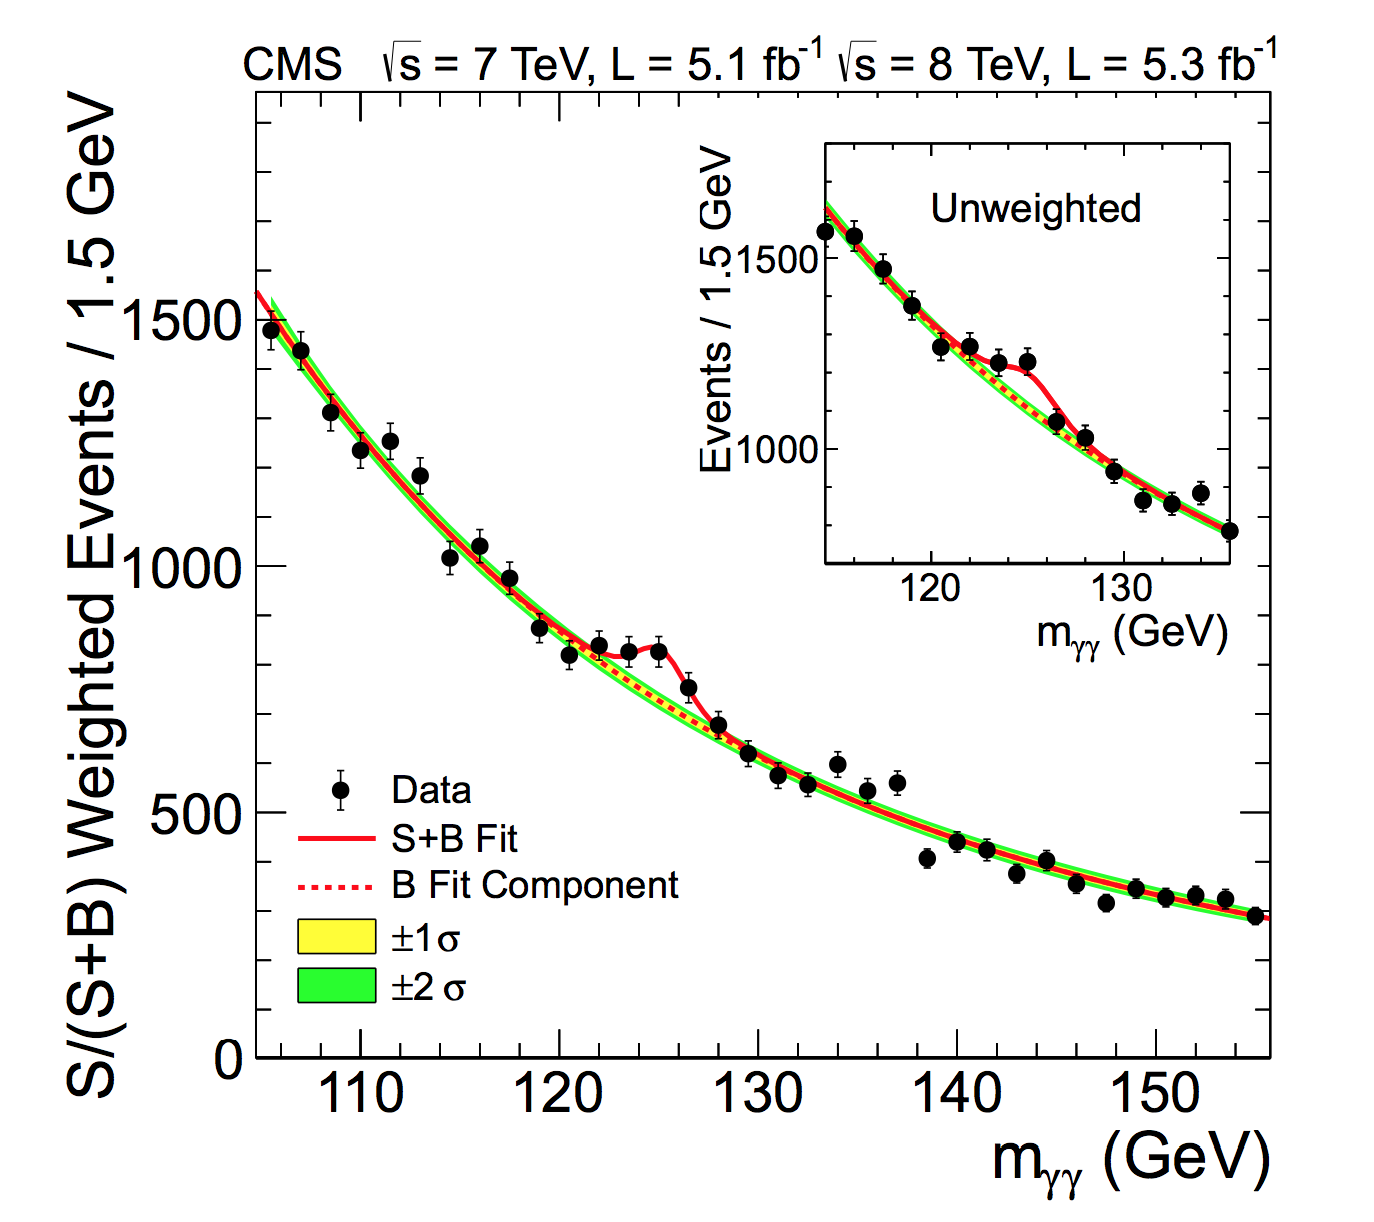 CMS √s = 7 TeV, L = 5.1 fb⁻¹ √s = 8 TeV, L = 5.3 fb⁻¹
S/(S+B) Weighted Events / 1.5 GeV
1500
1000
500
0
110 120 130 140 150
mγγ (GeV)
Data
S+B Fit
B Fit Component
±1σ
±2σ
Unweighted
Events / 1.5 GeV
1500
1000
120 130
mγγ (GeV)